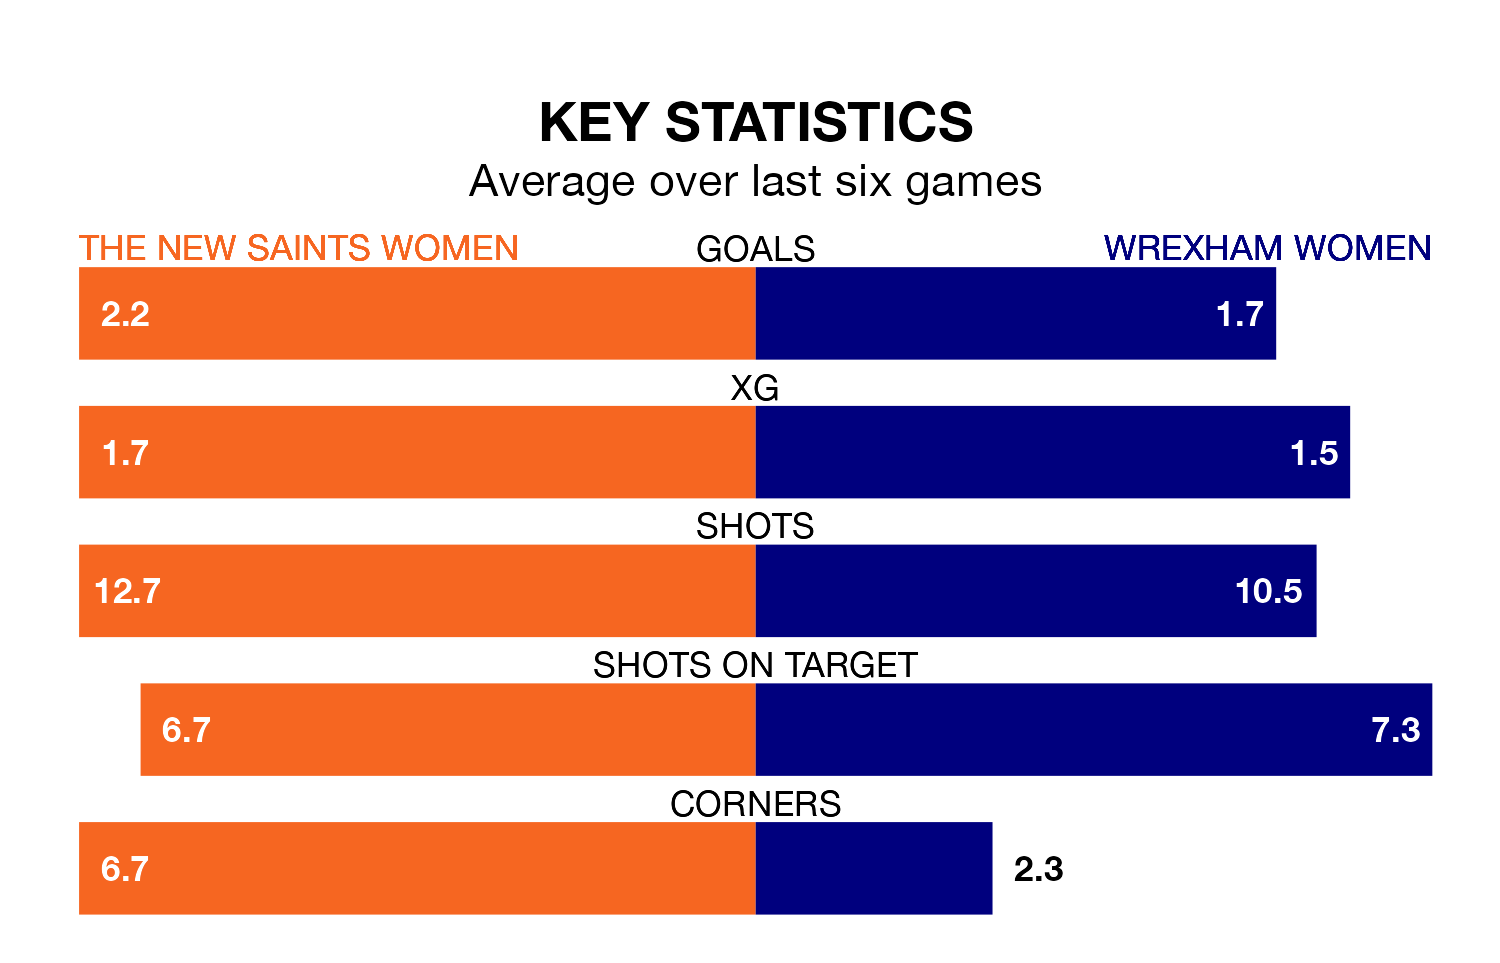 KEY STATISTICS
Average over last six games
THE NEW SAINTS WOMEN GOALS WREXHAM WOMEN
2.2 1.7
XG
1.7 1.5
SHOTS
12.7 10.5
SHOTS ON TARGET
6.7 7.3
CORNERS
6.7 2.3